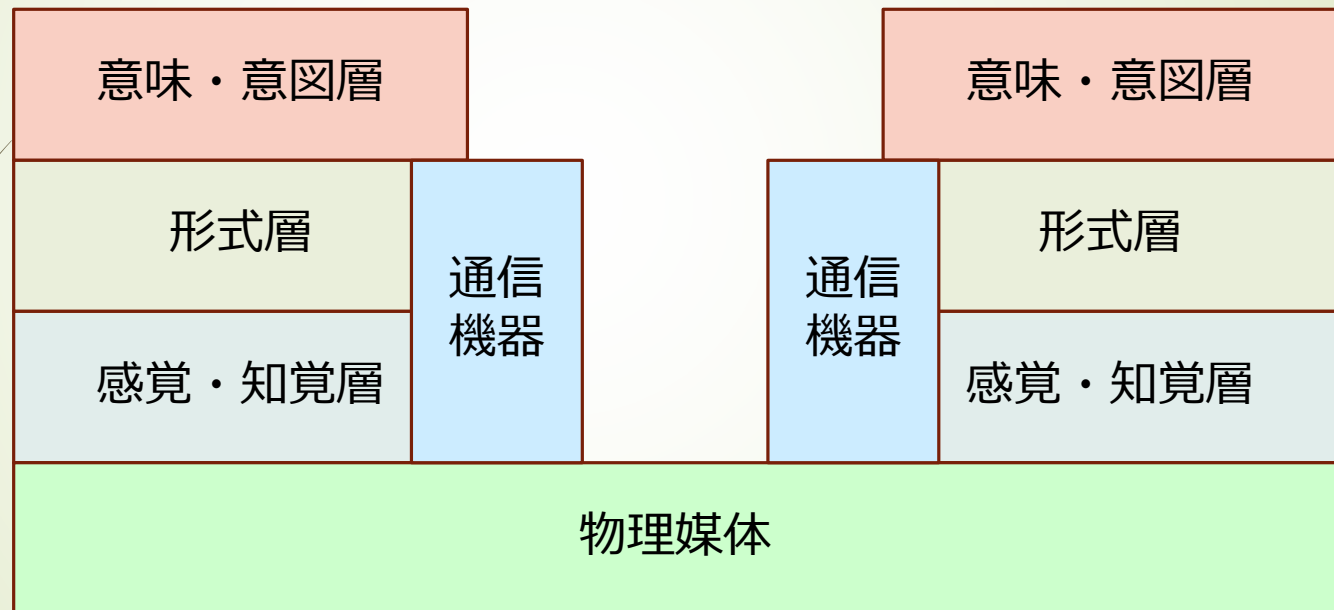 意味・意図層
意味・意図層
形式層
形式層
通信
機器
通信
機器
感覚・知覚層
感覚・知覚層
物理媒体